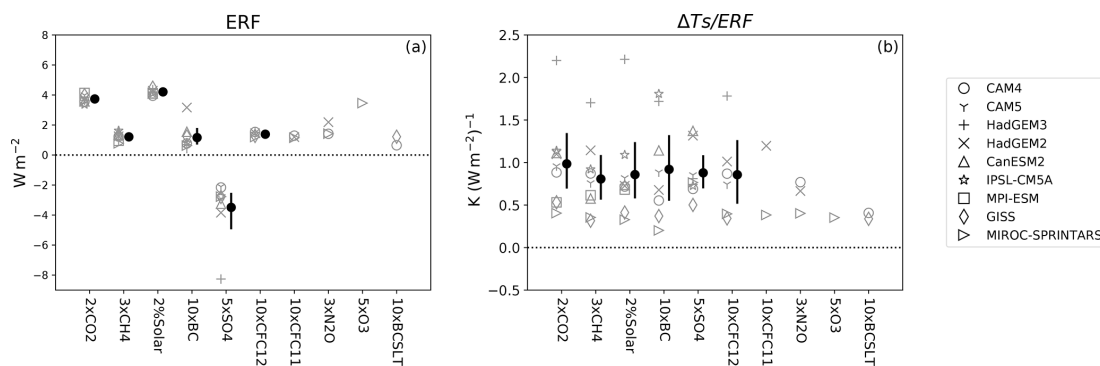 ERF
(a)
W m⁻²
8
6
4
2
0
−2
−4
−6
−8
2xCO2
3xCH4
2%Solar
10xBC
5xSO4
10xCFC12
10xCFC11
3xN2O
5xO3
10xBCSLT
ΔTs/ERF
(b)
K (W m⁻²)⁻¹
2.5
2.0
1.5
1.0
0.5
0.0
−0.5
2xCO2
3xCH4
2%Solar
10xBC
5xSO4
10xCFC12
10xCFC11
3xN2O
5xO3
10xBCSLT
CAM4
CAM5
HadGEM3
HadGEM2
CanESM2
IPSL-CM5A
MPI-ESM
GISS
MIROC-SPRINTARS